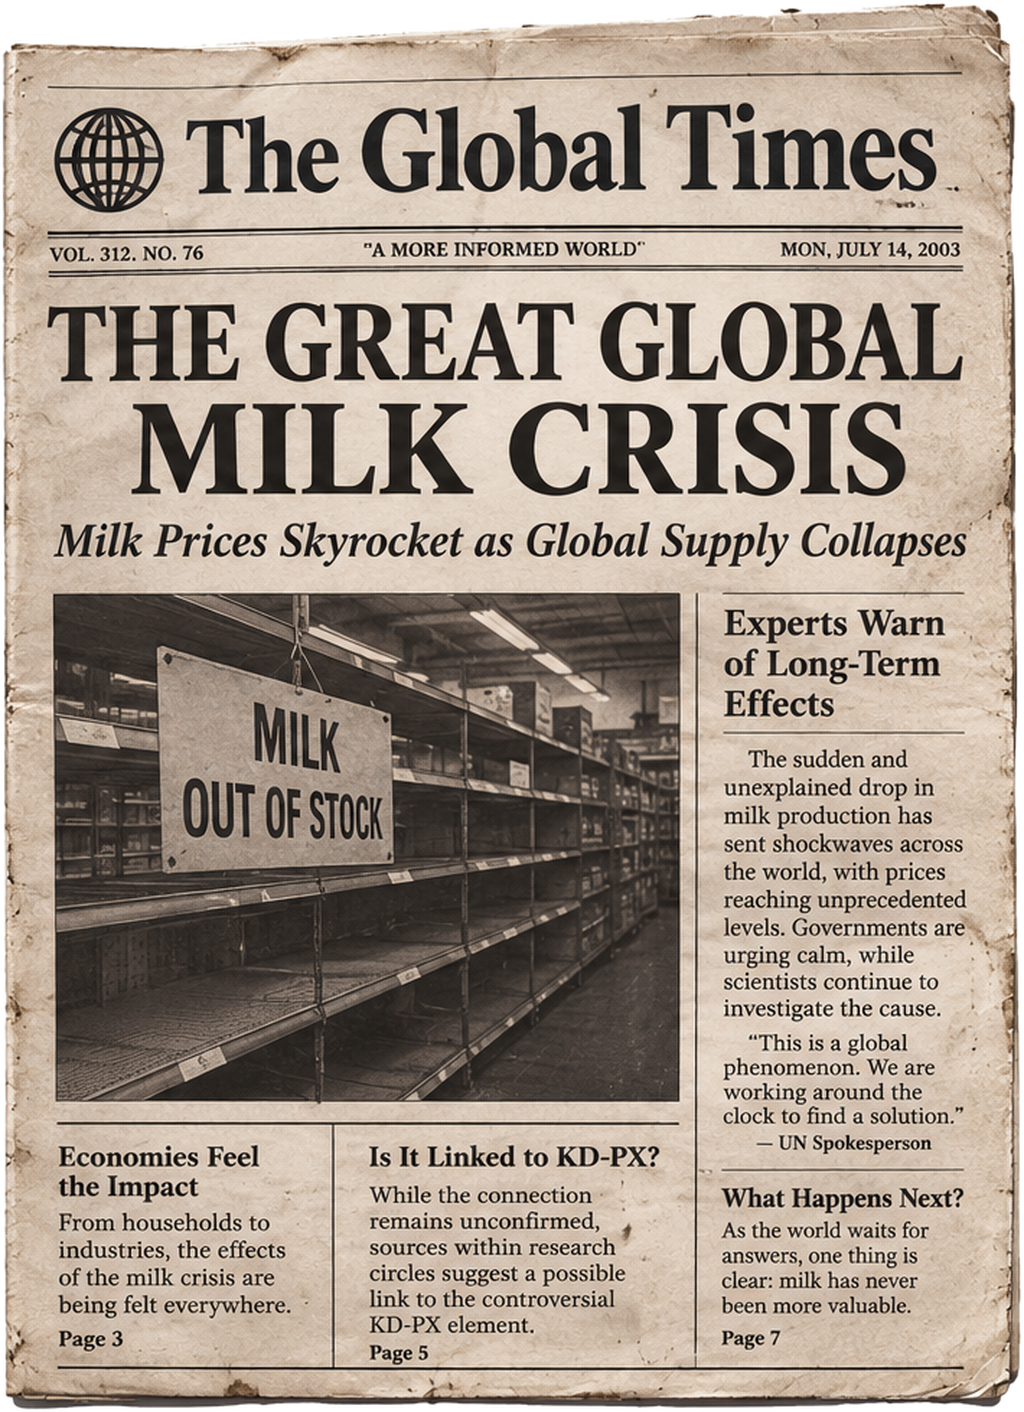 The Global Times
VOL. 312. NO. 76
"A MORE INFORMED WORLD"
MON, JULY 14, 2003
THE GREAT GLOBAL
MILK CRISIS
Milk Prices Skyrocket as Global Supply Collapses
MILK
OUT OF STOCK
Experts Warn
of Long-Term
Effects
The sudden and
unexplained drop in
milk production has
sent shockwaves across
the world, with prices
reaching unprecedented
levels. Governments are
urging calm, while
scientists continue to
investigate the cause.
“This is a global
phenomenon. We are
working around the
clock to find a solution.”
— UN Spokesperson
Economies Feel
the Impact
From households to
industries, the effects
of the milk crisis are
being felt everywhere.
Page 3
Is It Linked to KD-PX?
While the connection
remains unconfirmed,
sources within research
circles suggest a possible
link to the controversial
KD-PX element.
Page 5
What Happens Next?
As the world waits for
answers, one thing is
clear: milk has never
been more valuable.
Page 7